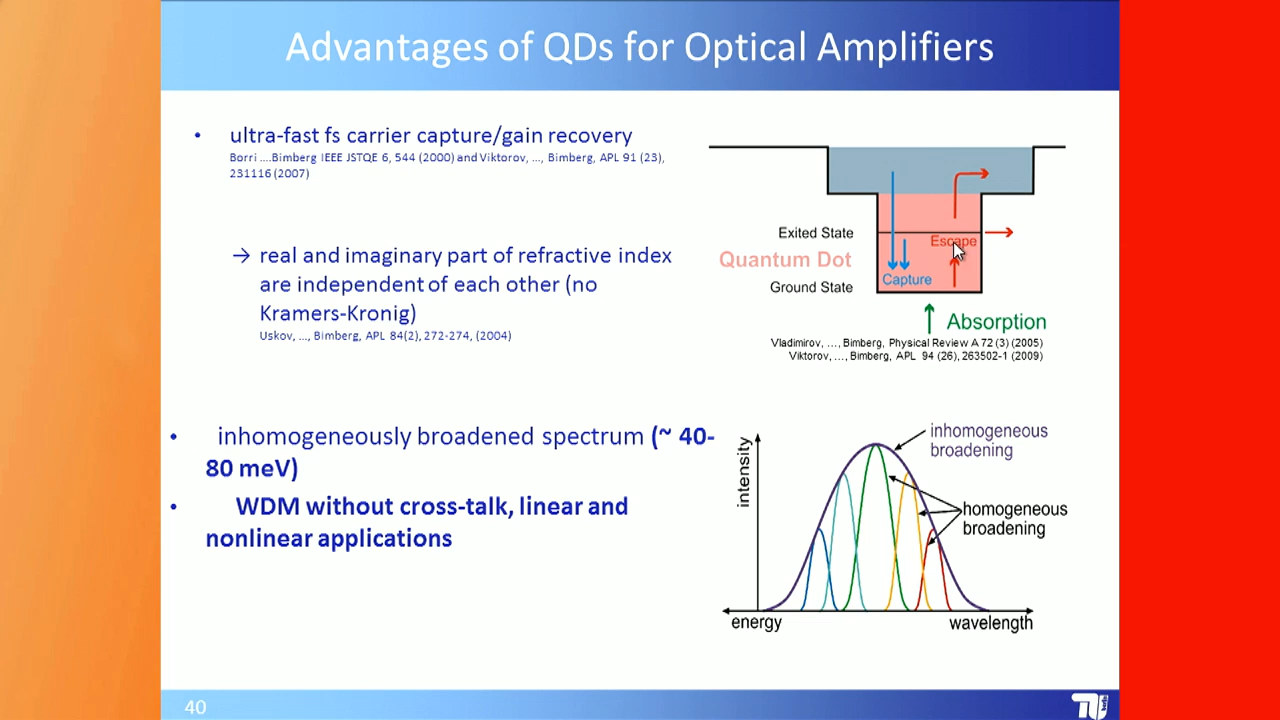 Advantages of QDs for Optical Amplifiers
• ultra-fast fs carrier capture/gain recovery
Borri ....Bimberg IEEE JSTQE 6, 544 (2000) and Viktorov, ..., Bimberg, APL 91 (23),
231116 (2007)
→ real and imaginary part of refractive index
are independent of each other (no
Kramers-Kronig)
Uskov, ..., Bimberg, APL 84(2), 272-274, (2004)
• inhomogeneously broadened spectrum (~ 40-
80 meV)
• WDM without cross-talk, linear and
nonlinear applications
Exited State
Escape
Quantum Dot
Capture
Ground State
Absorption
Vladimirov, ..., Bimberg, Physical Review A 72 (3) (2005)
Viktorov, ..., Bimberg, APL 94 (26), 263502-1 (2009)
intensity
inhomogeneous
broadening
homogeneous
broadening
energy
wavelength
40